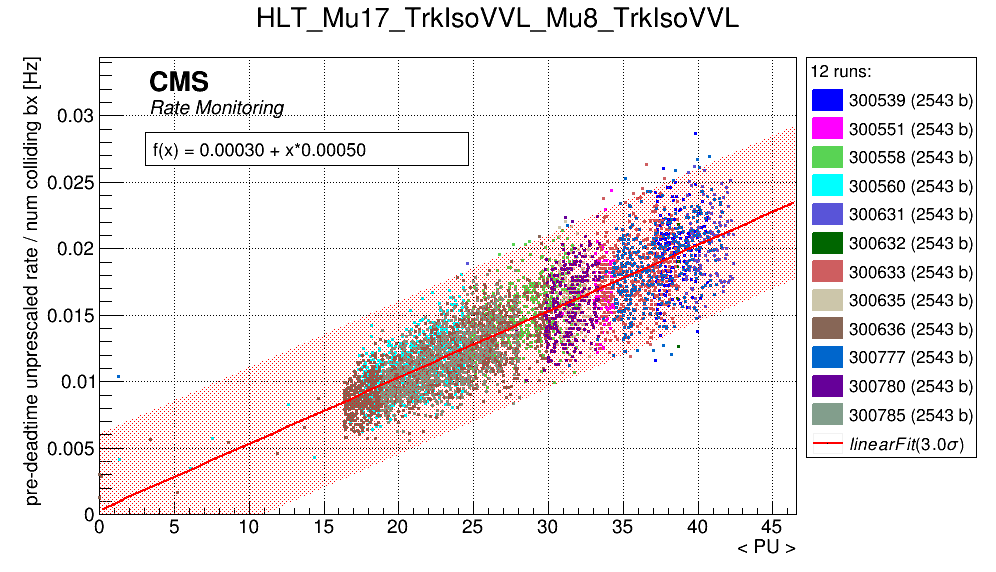 HLT_Mu17_TrkIsoVVL_Mu8_TrkIsoVVL
pre-deadtime unprescaled rate / num colliding bx [Hz]
CMS
Rate Monitoring
f(x) = 0.00030 + x*0.00050
0.03
0.025
0.02
0.015
0.01
0.005
0
0 5 10 15 20 25 30 35 40 45
< PU >
12 runs:
300539 (2543 b)
300551 (2543 b)
300558 (2543 b)
300560 (2543 b)
300631 (2543 b)
300632 (2543 b)
300633 (2543 b)
300635 (2543 b)
300636 (2543 b)
300777 (2543 b)
300780 (2543 b)
300785 (2543 b)
linearFit(3.0σ)